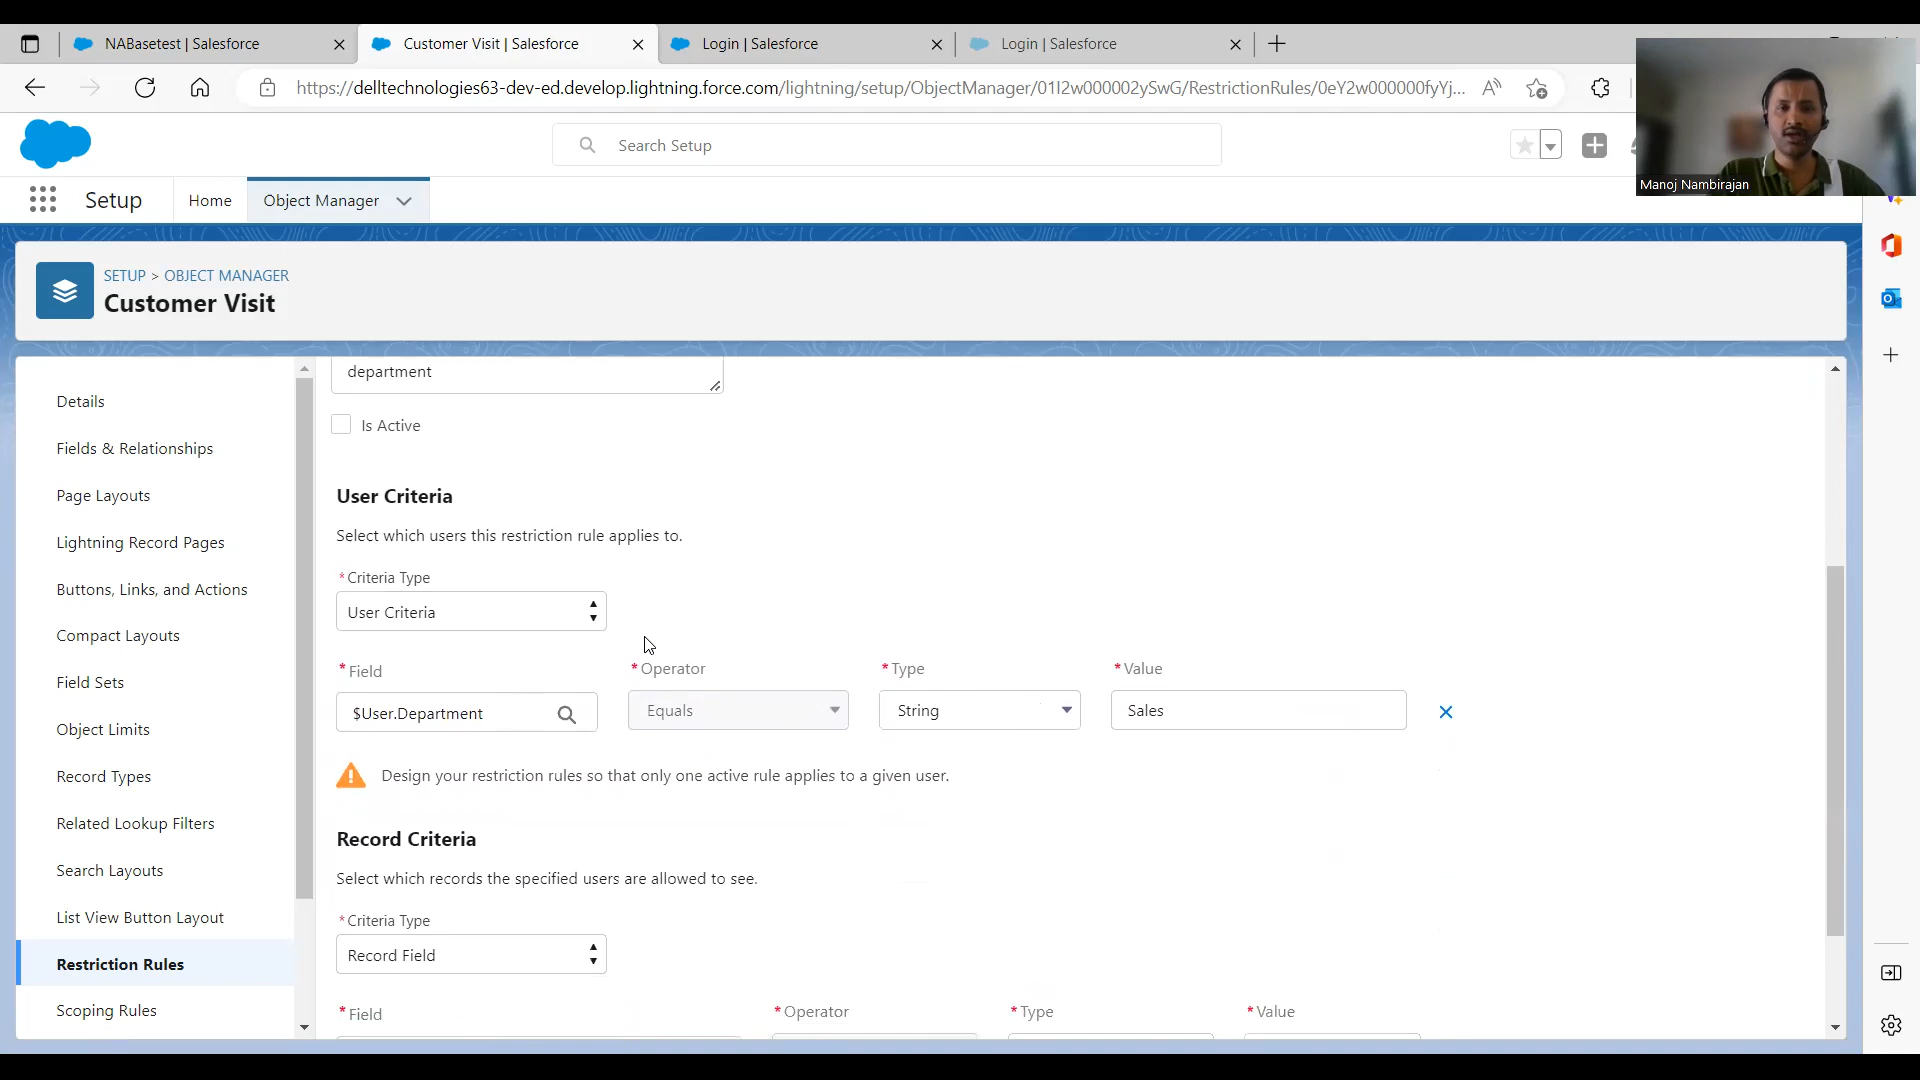 NABasetest | Salesforce
Customer Visit | Salesforce
Login | Salesforce
Login | Salesforce
https://delltechnologies63-dev-ed.develop.lightning.force.com/lightning/setup/ObjectManager/01I2w000002ySwG/RestrictionRules/0eY2w000000fyYj...
Search Setup
Manoj Nambirajan
Setup
Home
Object Manager
SETUP > OBJECT MANAGER
Customer Visit
Details
Fields & Relationships
Page Layouts
Lightning Record Pages
Buttons, Links, and Actions
Compact Layouts
Field Sets
Object Limits
Record Types
Related Lookup Filters
Search Layouts
List View Button Layout
Restriction Rules
Scoping Rules
department
Is Active
User Criteria
Select which users this restriction rule applies to.
* Criteria Type
User Criteria
* Field * Operator * Type * Value
$User.Department Equals String Sales
Design your restriction rules so that only one active rule applies to a given user.
Record Criteria
Select which records the specified users are allowed to see.
* Criteria Type
Record Field
* Field * Operator * Type * Value